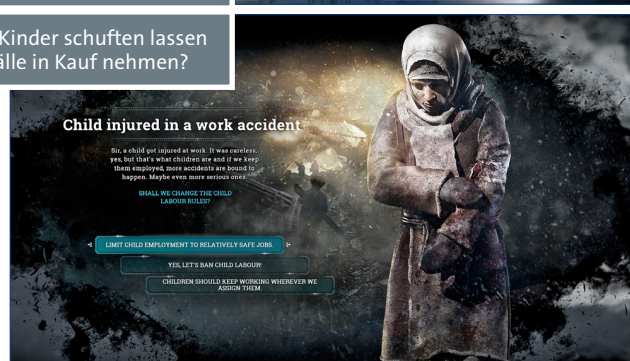 Kinder schuften lassen
älle in Kauf nehmen?
Child injured in a work accident
Sir, a child got injured at work. It was careless,
yes, but that's what children are and if we keep
them employed, more accidents are bound to
happen. Maybe even more serious ones.
SHALL WE CHANGE THE CHILD
LABOUR RULES?
LIMIT CHILD EMPLOYMENT TO RELATIVELY SAFE JOBS.
YES, LET'S BAN CHILD LABOUR!
CHILDREN SHOULD KEEP WORKING WHEREVER WE
ASSIGN THEM.